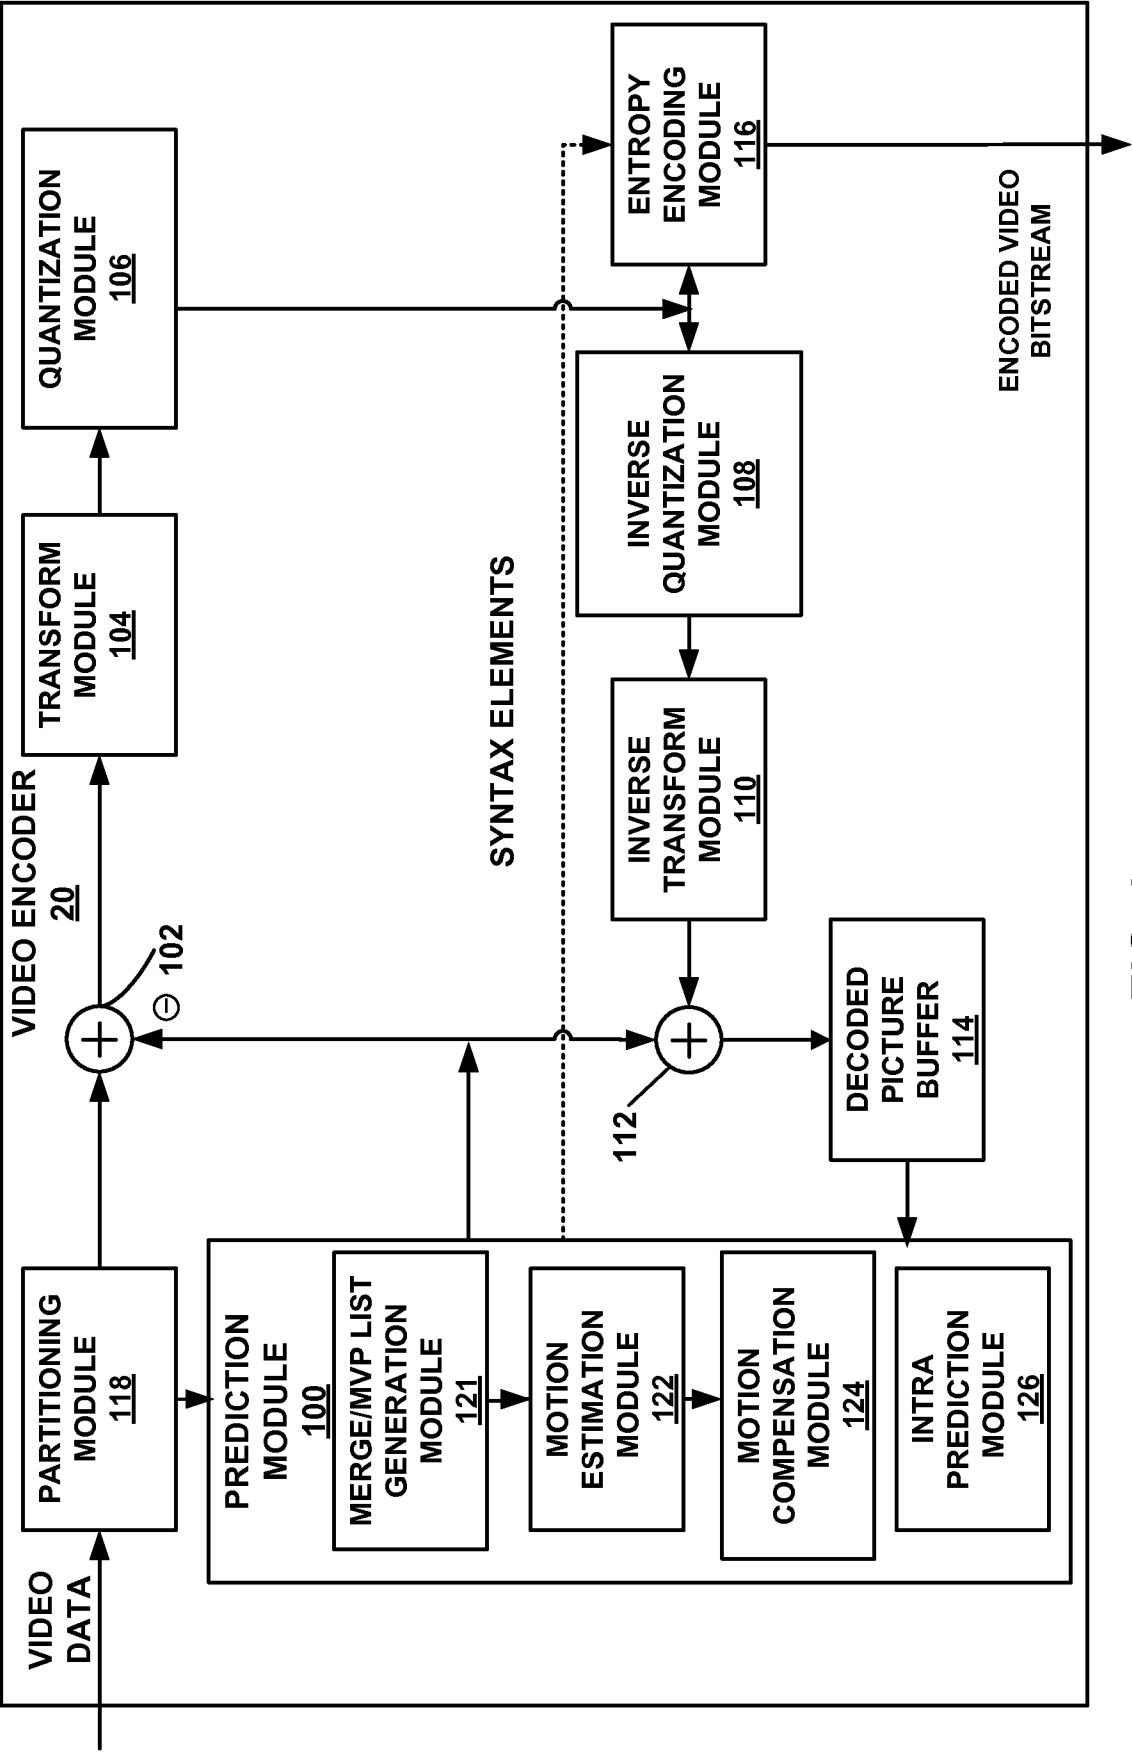 VIDEO ENCODER
20
VIDEO
DATA
PARTITIONING
MODULE
118
102
TRANSFORM
MODULE
104
QUANTIZATION
MODULE
106
PREDICTION
MODULE
100
MERGE/MVP LIST
GENERATION
MODULE
121
MOTION
ESTIMATION
MODULE
122
MOTION
COMPENSATION
MODULE
124
INTRA
PREDICTION
MODULE
126
SYNTAX ELEMENTS
112
INVERSE
TRANSFORM
MODULE
110
INVERSE
QUANTIZATION
MODULE
108
ENTROPY
ENCODING
MODULE
116
DECODED
PICTURE
BUFFER
114
ENCODED VIDEO
BITSTREAM